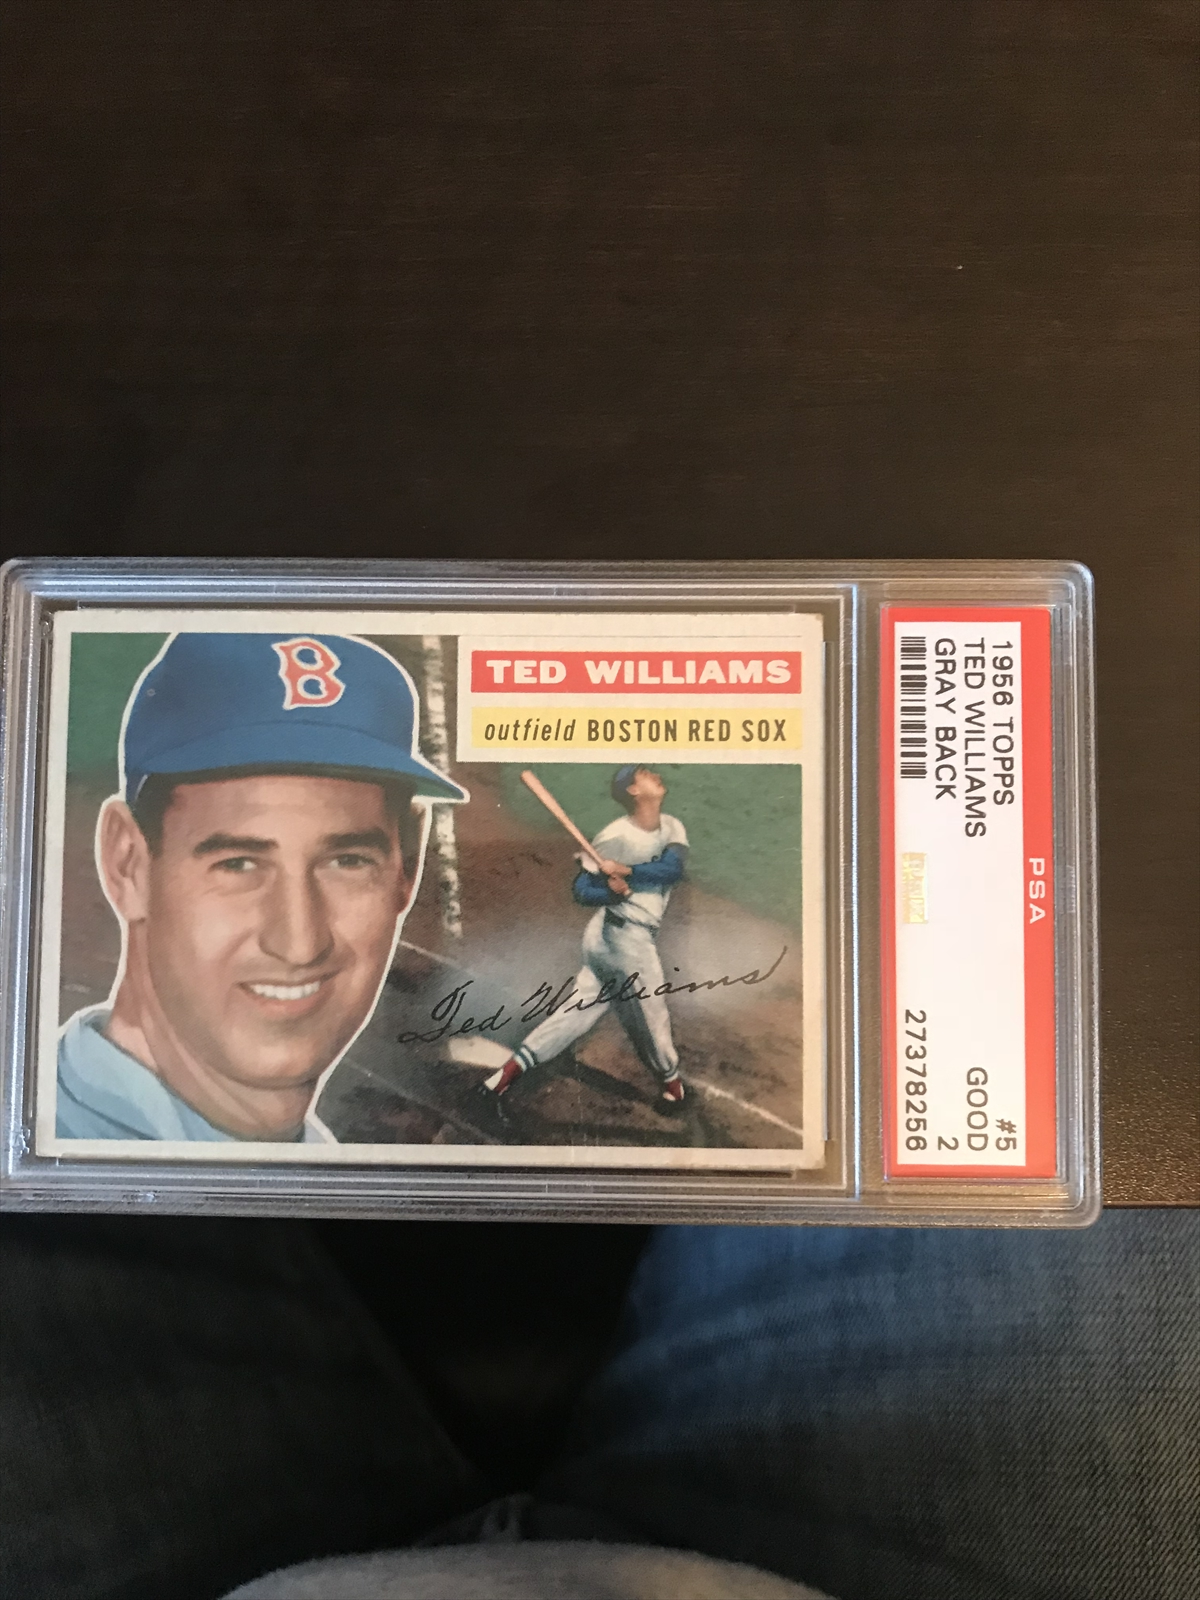 B
TED WILLIAMS
outfield BOSTON RED SOX
Ted Williams
1956 TOPPS #5
TED WILLIAMS GOOD
GRAY BACK 2
27378256
PSA